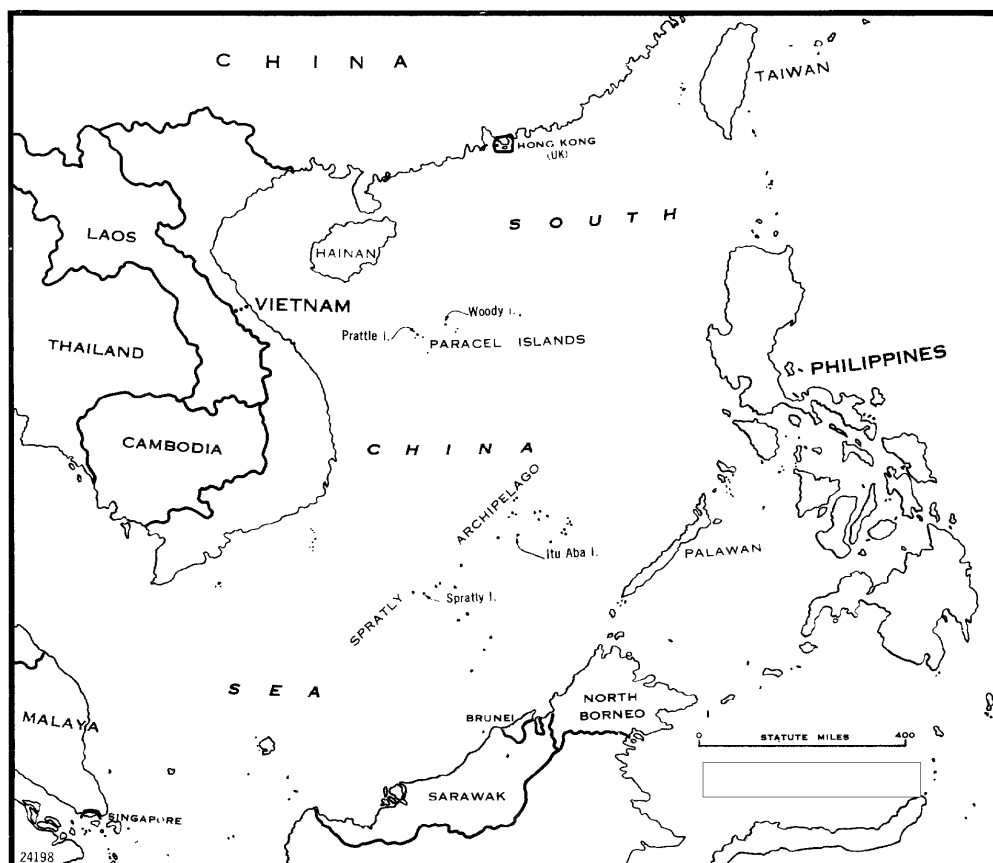 CHINA
TAIWAN
HONG KONG
(UK)
SOUTH
LAOS
HAINAN
VIETNAM
Woody I.
Prattle I.
PARACEL ISLANDS
THAILAND
PHILIPPINES
CAMBODIA
CHINA
ARCHIPELAGO
Itu Aba I.
PALAWAN
SPRATLY
Spratly I.
SEA
NORTH
BORNEO
MALAYA
BRUNEI
0 400
STATUTE MILES
SARAWAK
SINGAPORE
24198